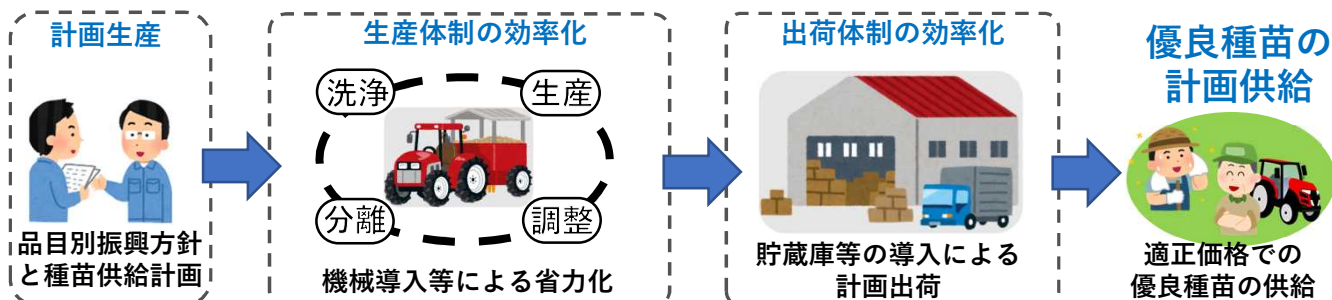 計画生産
品目別振興方針
と種苗供給計画
生産体制の効率化
洗浄
生産
分離
調整
機械導入等による省力化
出荷体制の効率化
貯蔵庫等の導入による
計画出荷
優良種苗の
計画供給
適正価格での
優良種苗の供給